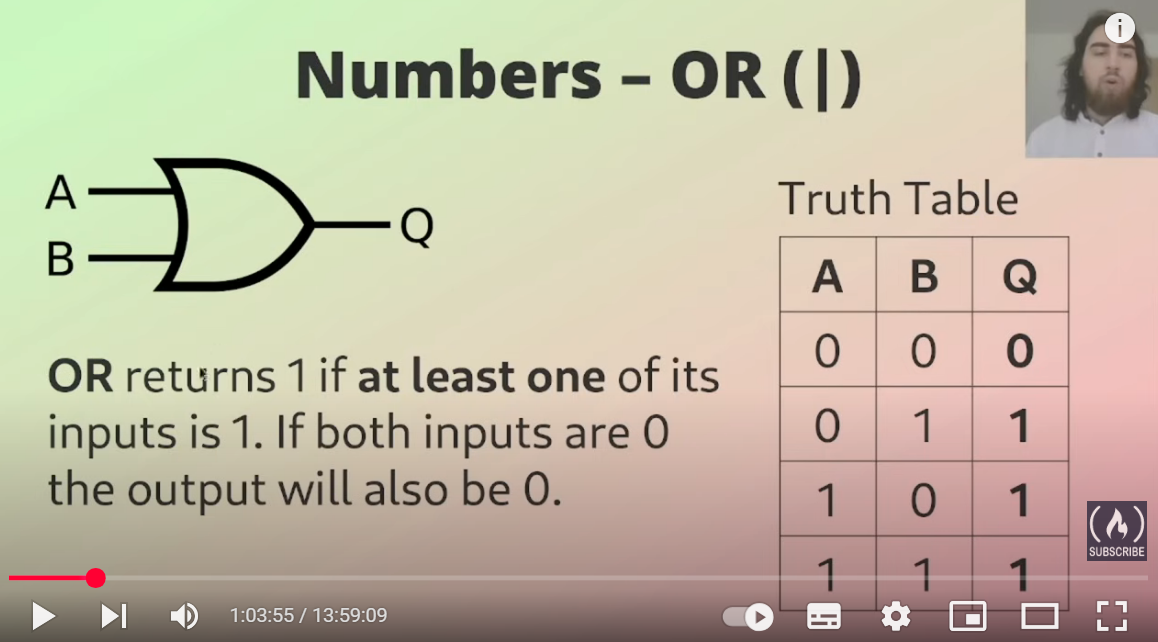 Numbers – OR (|)
A
B
Q
Truth Table
A B Q
0 0 0
0 1 1
1 0 1
1 1 1
OR returns 1 if at least one of its
inputs is 1. If both inputs are 0
the output will also be 0.
SUBSCRIBE
1:03:55 / 13:59:09